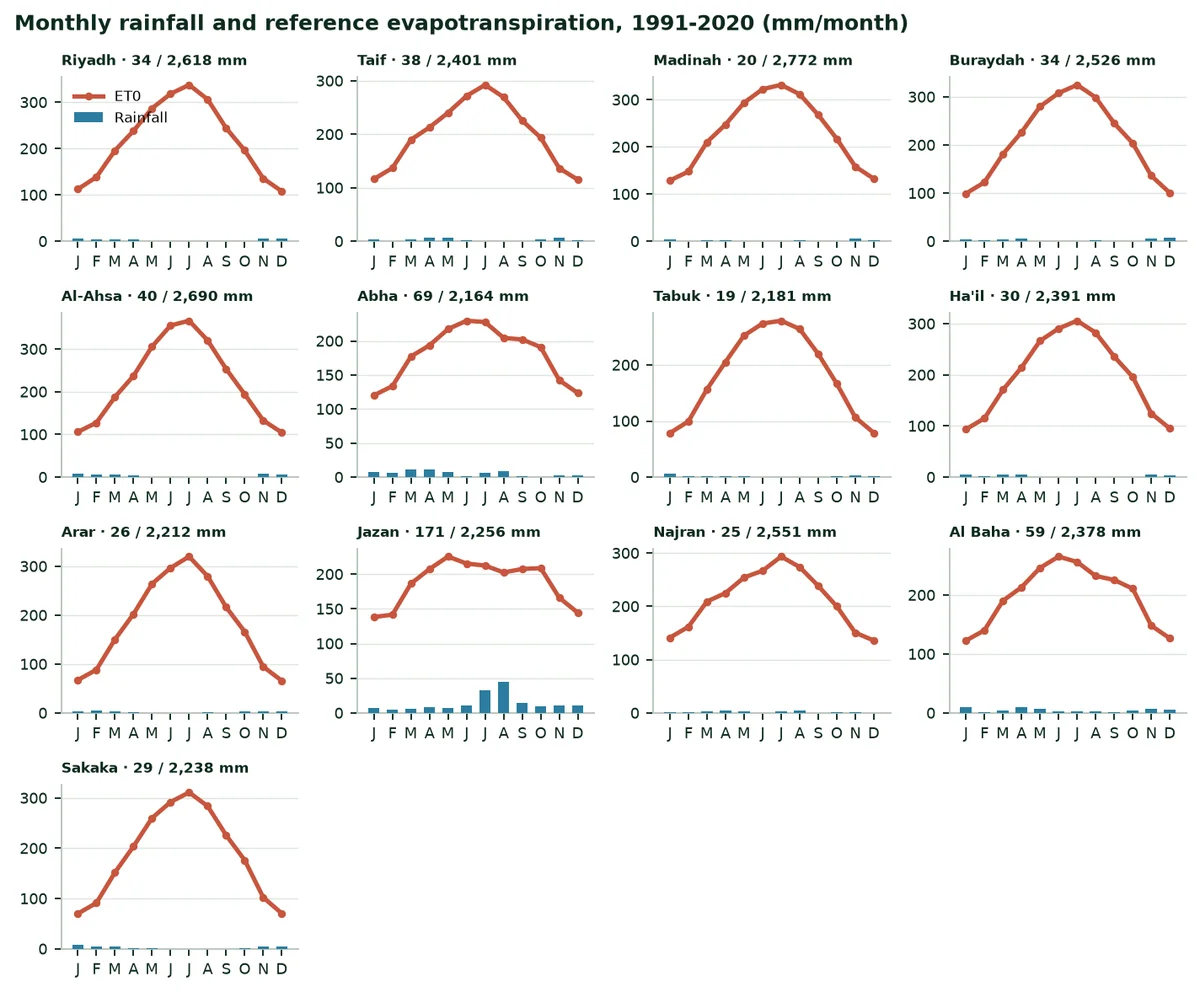 Monthly rainfall and reference evapotranspiration, 1991-2020 (mm/month)
Riyadh · 34 / 2,618 mm
ET0
Rainfall
300
200
100
0
J F M A M J J A S O N D
Taif · 38 / 2,401 mm
300
200
100
0
J F M A M J J A S O N D
Madinah · 20 / 2,772 mm
300
200
100
0
J F M A M J J A S O N D
Buraydah · 34 / 2,526 mm
300
200
100
0
J F M A M J J A S O N D
Al-Ahsa · 40 / 2,690 mm
300
200
100
0
J F M A M J J A S O N D
Abha · 69 / 2,164 mm
200
150
100
50
0
J F M A M J J A S O N D
Tabuk · 19 / 2,181 mm
200
100
0
J F M A M J J A S O N D
Ha'il · 30 / 2,391 mm
300
200
100
0
J F M A M J J A S O N D
Arar · 26 / 2,212 mm
300
200
100
0
J F M A M J J A S O N D
Jazan · 171 / 2,256 mm
200
150
100
50
0
J F M A M J J A S O N D
Najran · 25 / 2,551 mm
300
200
100
J F M A M J J A S O N D
Al Baha · 59 / 2,378 mm
200
100
0
J F M A M J J A S O N D
Sakaka · 29 / 2,238 mm
300
200
100
0
J F M A M J J A S O N D